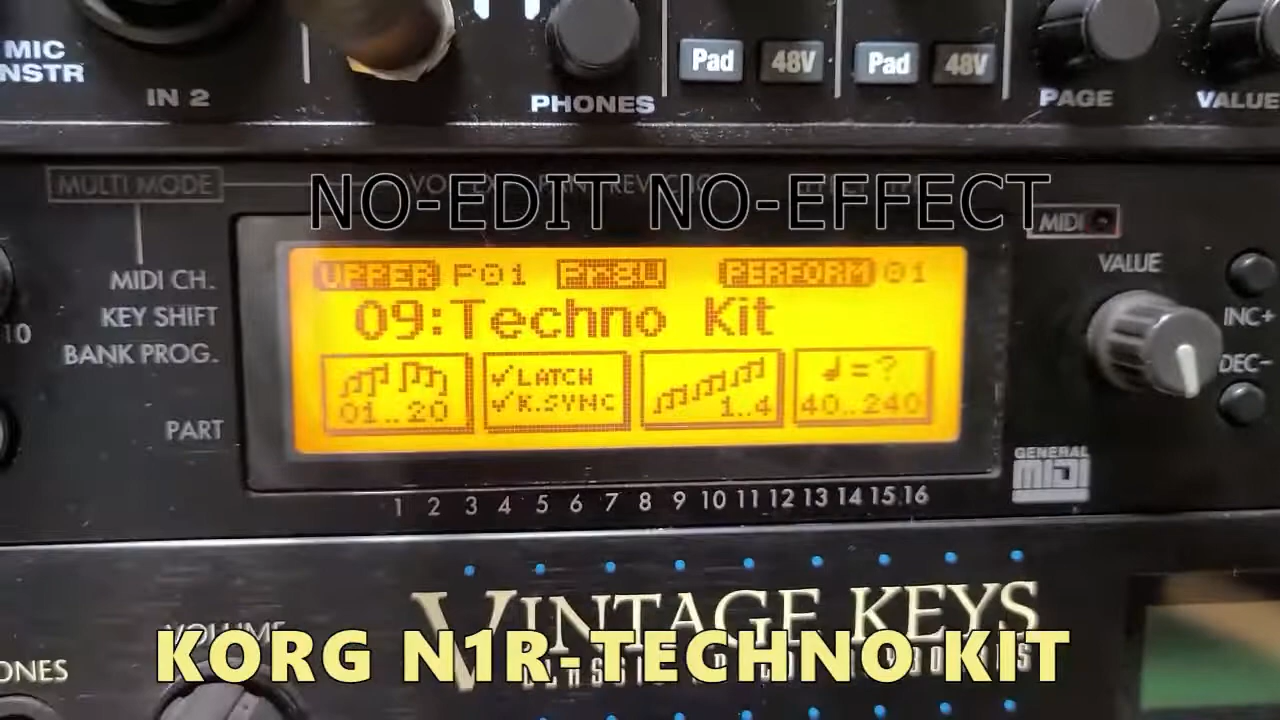 MIC
NSTR
IN 2
PHONES
Pad 48V
Pad 48V
PAGE
VALUE
MULTI MODE
NO-EDIT NO-EFFECT
MIDI
UPPER P01 PERFORM 01
09:Techno Kit
01..20
✓LATCH
✓K.SYNC
1..4
♩=?
40..240
MIDI CH.
KEY SHIFT
BANK PROG.
PART
10
VALUE
INC+
DEC-
GENERAL
MIDI
1 2 3 4 5 6 7 8 9 10 11 12 13 14 15 16
VINTAGE KEYS
VOLUME
ONES
KORG N1R-TECHNO KIT